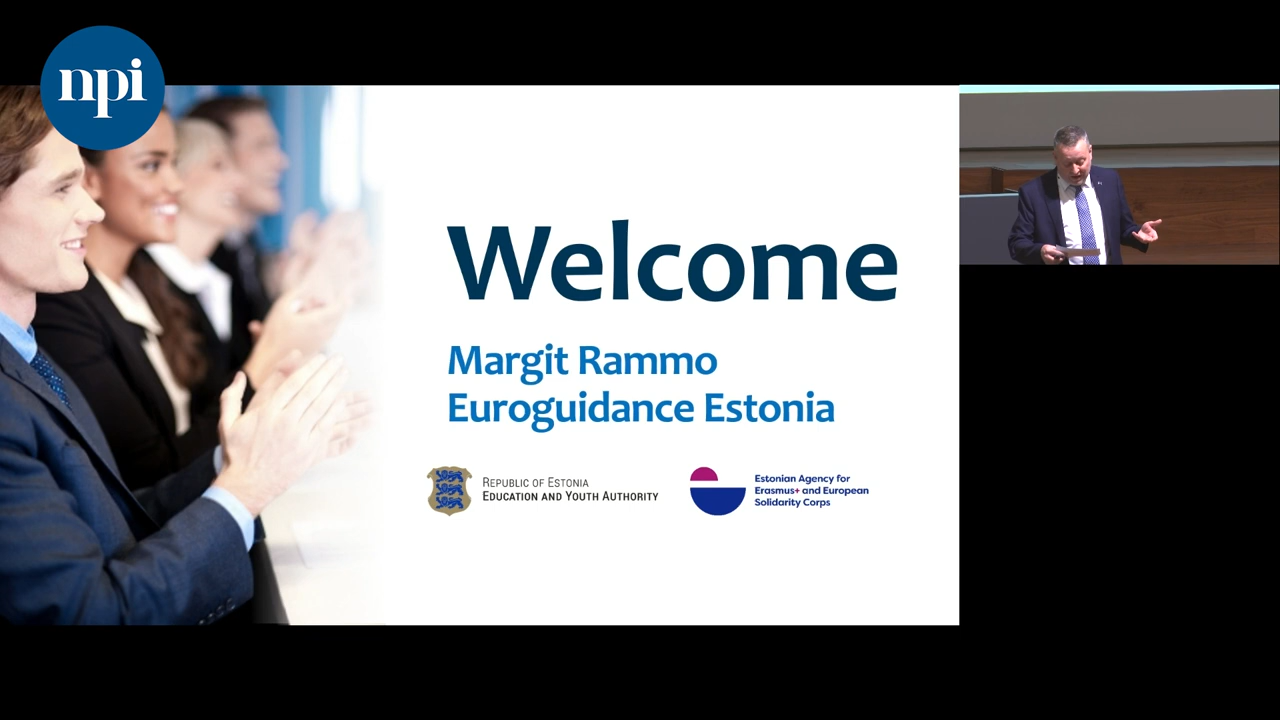 npi
Welcome
Margit Rammo
Euroguidance Estonia
REPUBLIC OF ESTONIA
EDUCATION AND YOUTH AUTHORITY
Estonian Agency for
Erasmus+ and European
Solidarity Corps